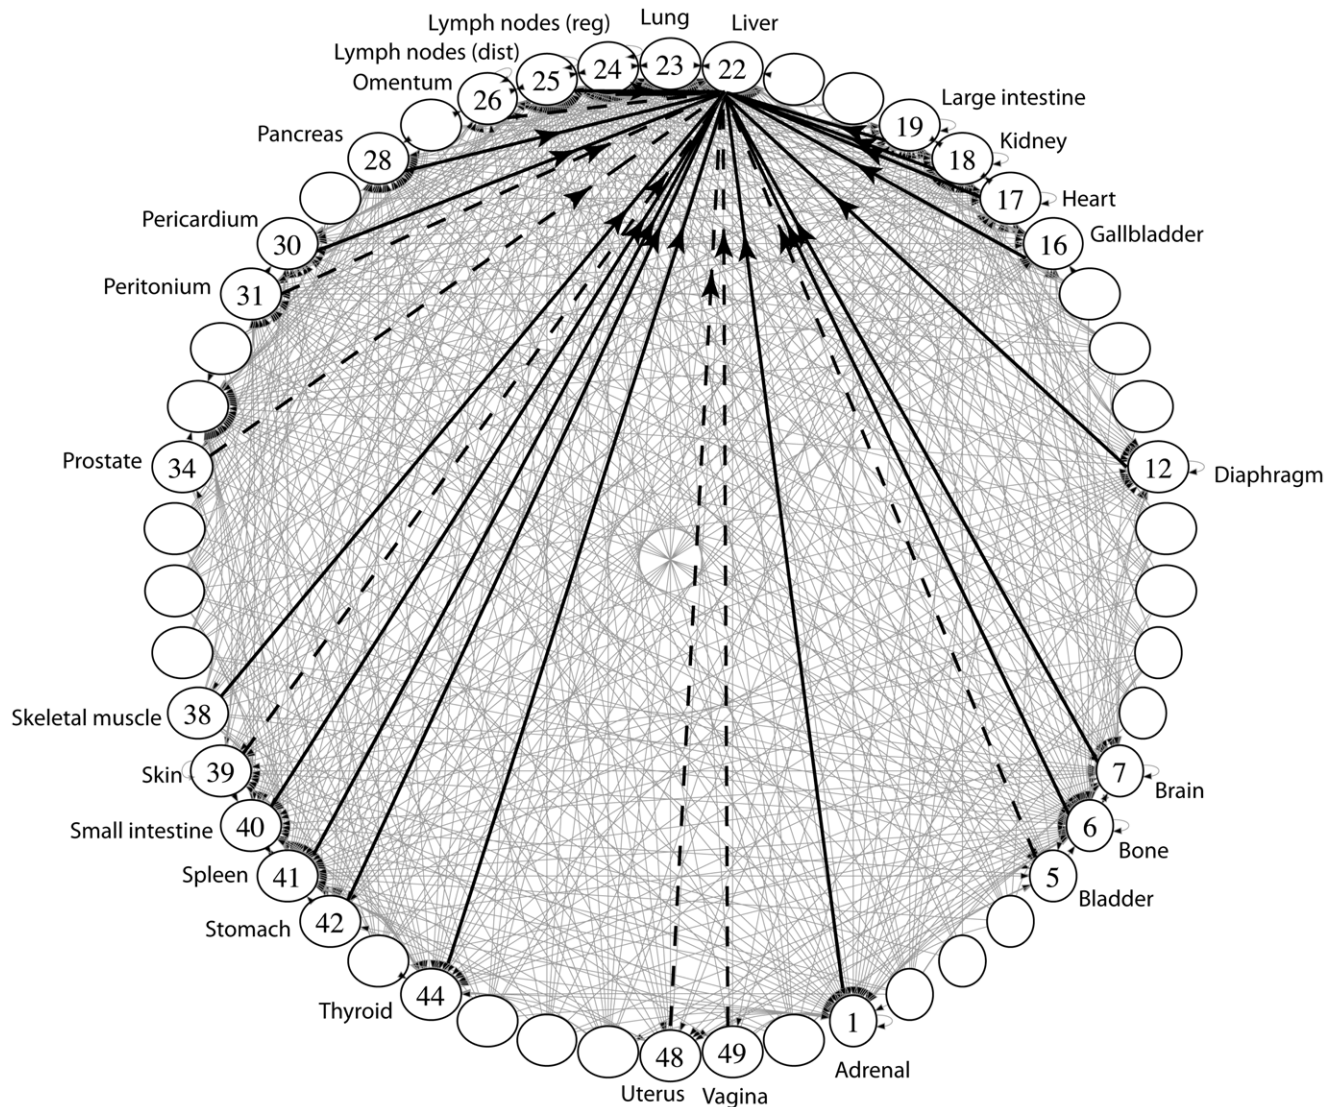 Lung
Liver
Lymph nodes (reg)
Lymph nodes (dist)
Omentum
Pancreas
Pericardium
Peritonium
Prostate
Skeletal muscle
Skin
Small intestine
Spleen
Stomach
Thyroid
Uterus
Vagina
Adrenal
Bladder
Bone
Brain
Diaphragm
Gallbladder
Heart
Kidney
Large intestine
22
23
24
25
26
28
30
31
34
38
39
40
41
42
44
48
49
1
5
6
7
12
16
17
18
19